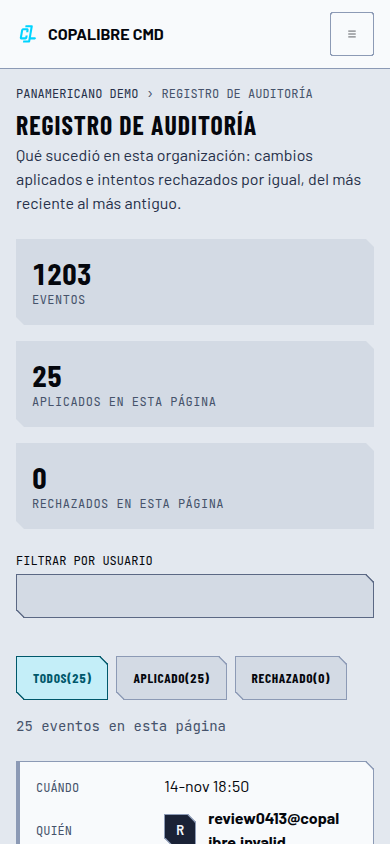 COPALIBRE CMD
PANAMERICANO DEMO › REGISTRO DE AUDITORÍA
REGISTRO DE AUDITORÍA
Qué sucedió en esta organización: cambios
aplicados e intentos rechazados por igual, del más
reciente al más antiguo.
1203
EVENTOS
25
APLICADOS EN ESTA PÁGINA
0
RECHAZADOS EN ESTA PÁGINA
FILTRAR POR USUARIO
TODOS(25) APLICADO(25) RECHAZADO(0)
25 eventos en esta página
CUÁNDO 14-nov 18:50
QUIÉN R review0413@copal
ibre.invalid